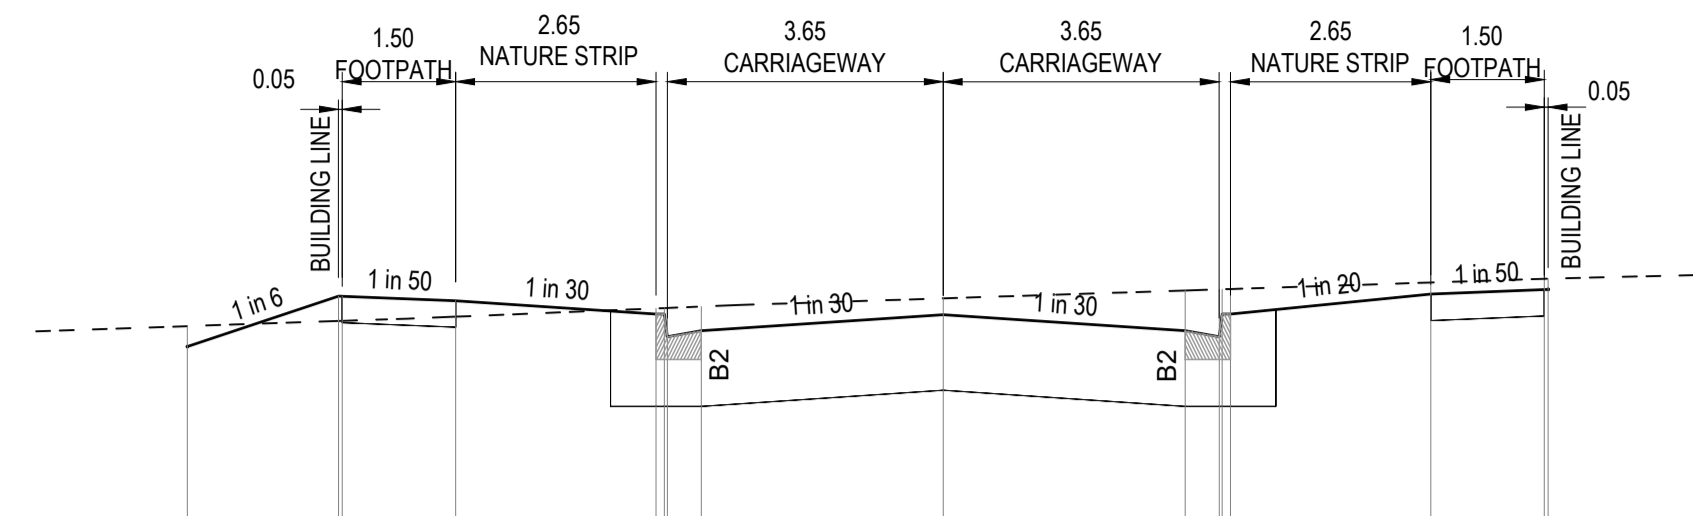 0.05
1.50
FOOTPATH
2.65
NATURE STRIP
3.65
CARRIAGEWAY
3.65
CARRIAGEWAY
2.65
NATURE STRIP
1.50
FOOTPATH
0.05
BUILDING LINE
BUILDING LINE
1 in 6
1 in 50
1 in 30
1 in 30
1 in 30
1 in 20
1 in 50
B2
B2